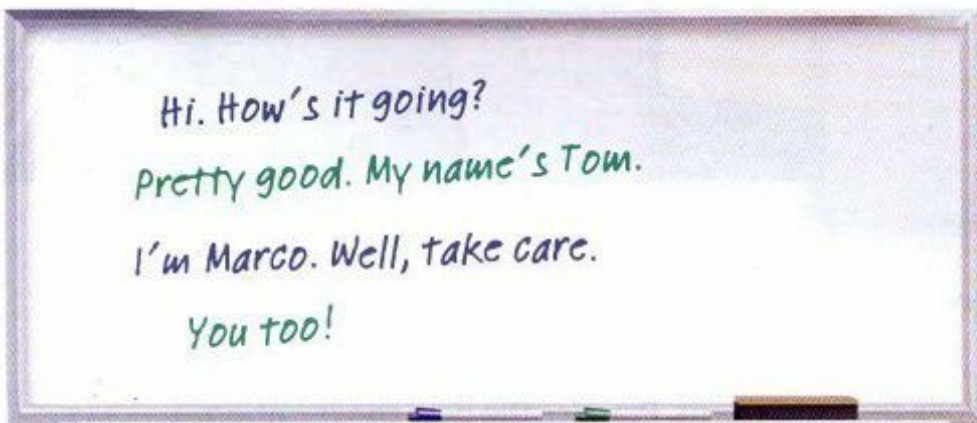 Hi. How's it going?
Pretty good. My name's Tom.
I'm Marco. Well, take care.
You too!